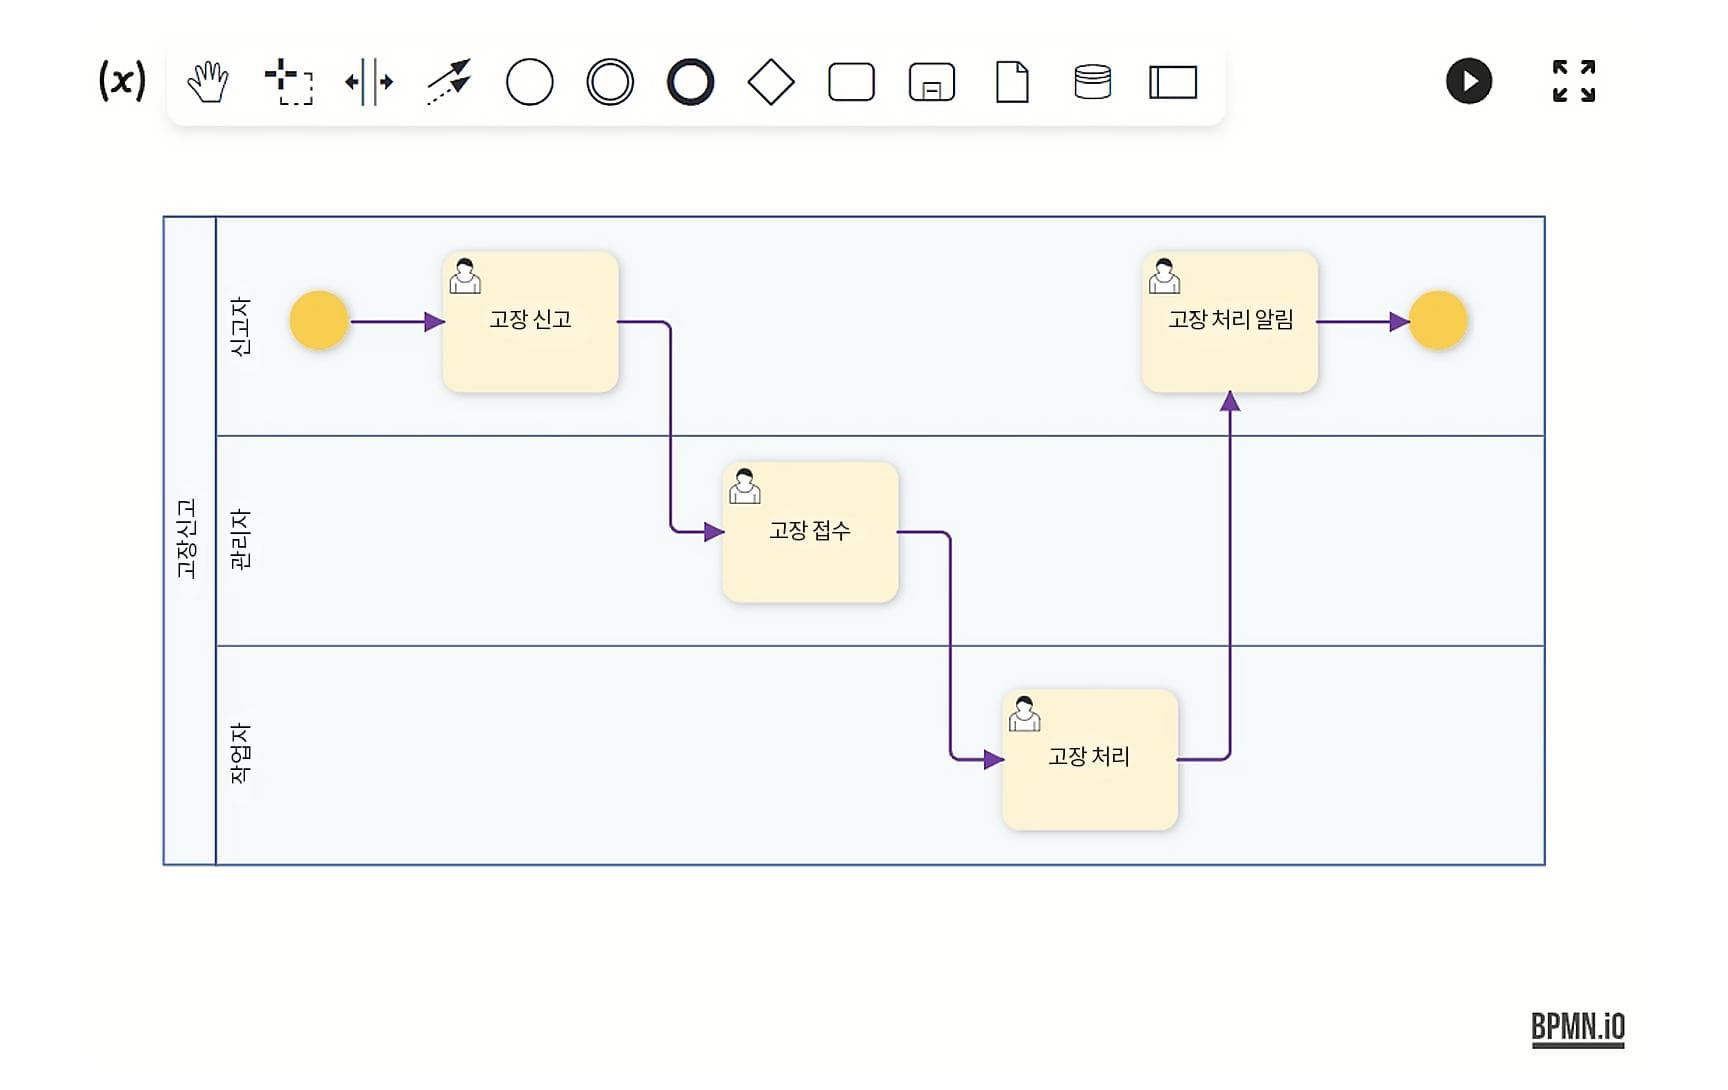 (x)
고장신고
신고자
고장 신고
고장 처리 알림
관리자
고장 접수
작업자
고장 처리
BPMN.iO